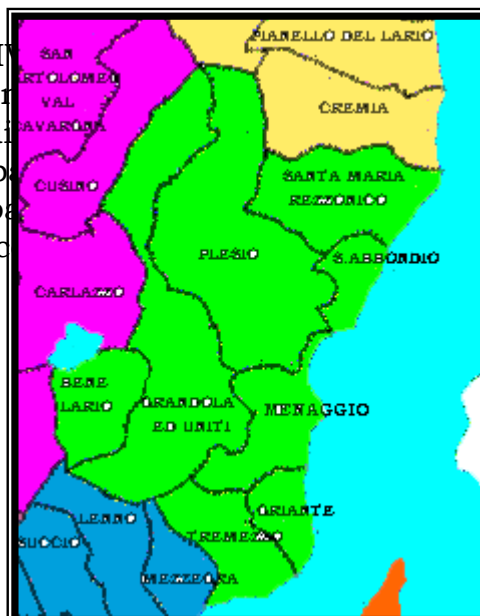 PIANELLO DEL LARIO
SAN
BARTOLOMEO
VAL
CAVARGNA
CREMIA
CUSINO
SANTA MARIA
REZZONICO
PLESIO
S.ABBONDIO
CARLAZZO
BENE
LARIO
GRANDOLA
ED UNITI
MENAGGIO
GRIANTE
LENNO
TREMEZZO
MEZZEGRA